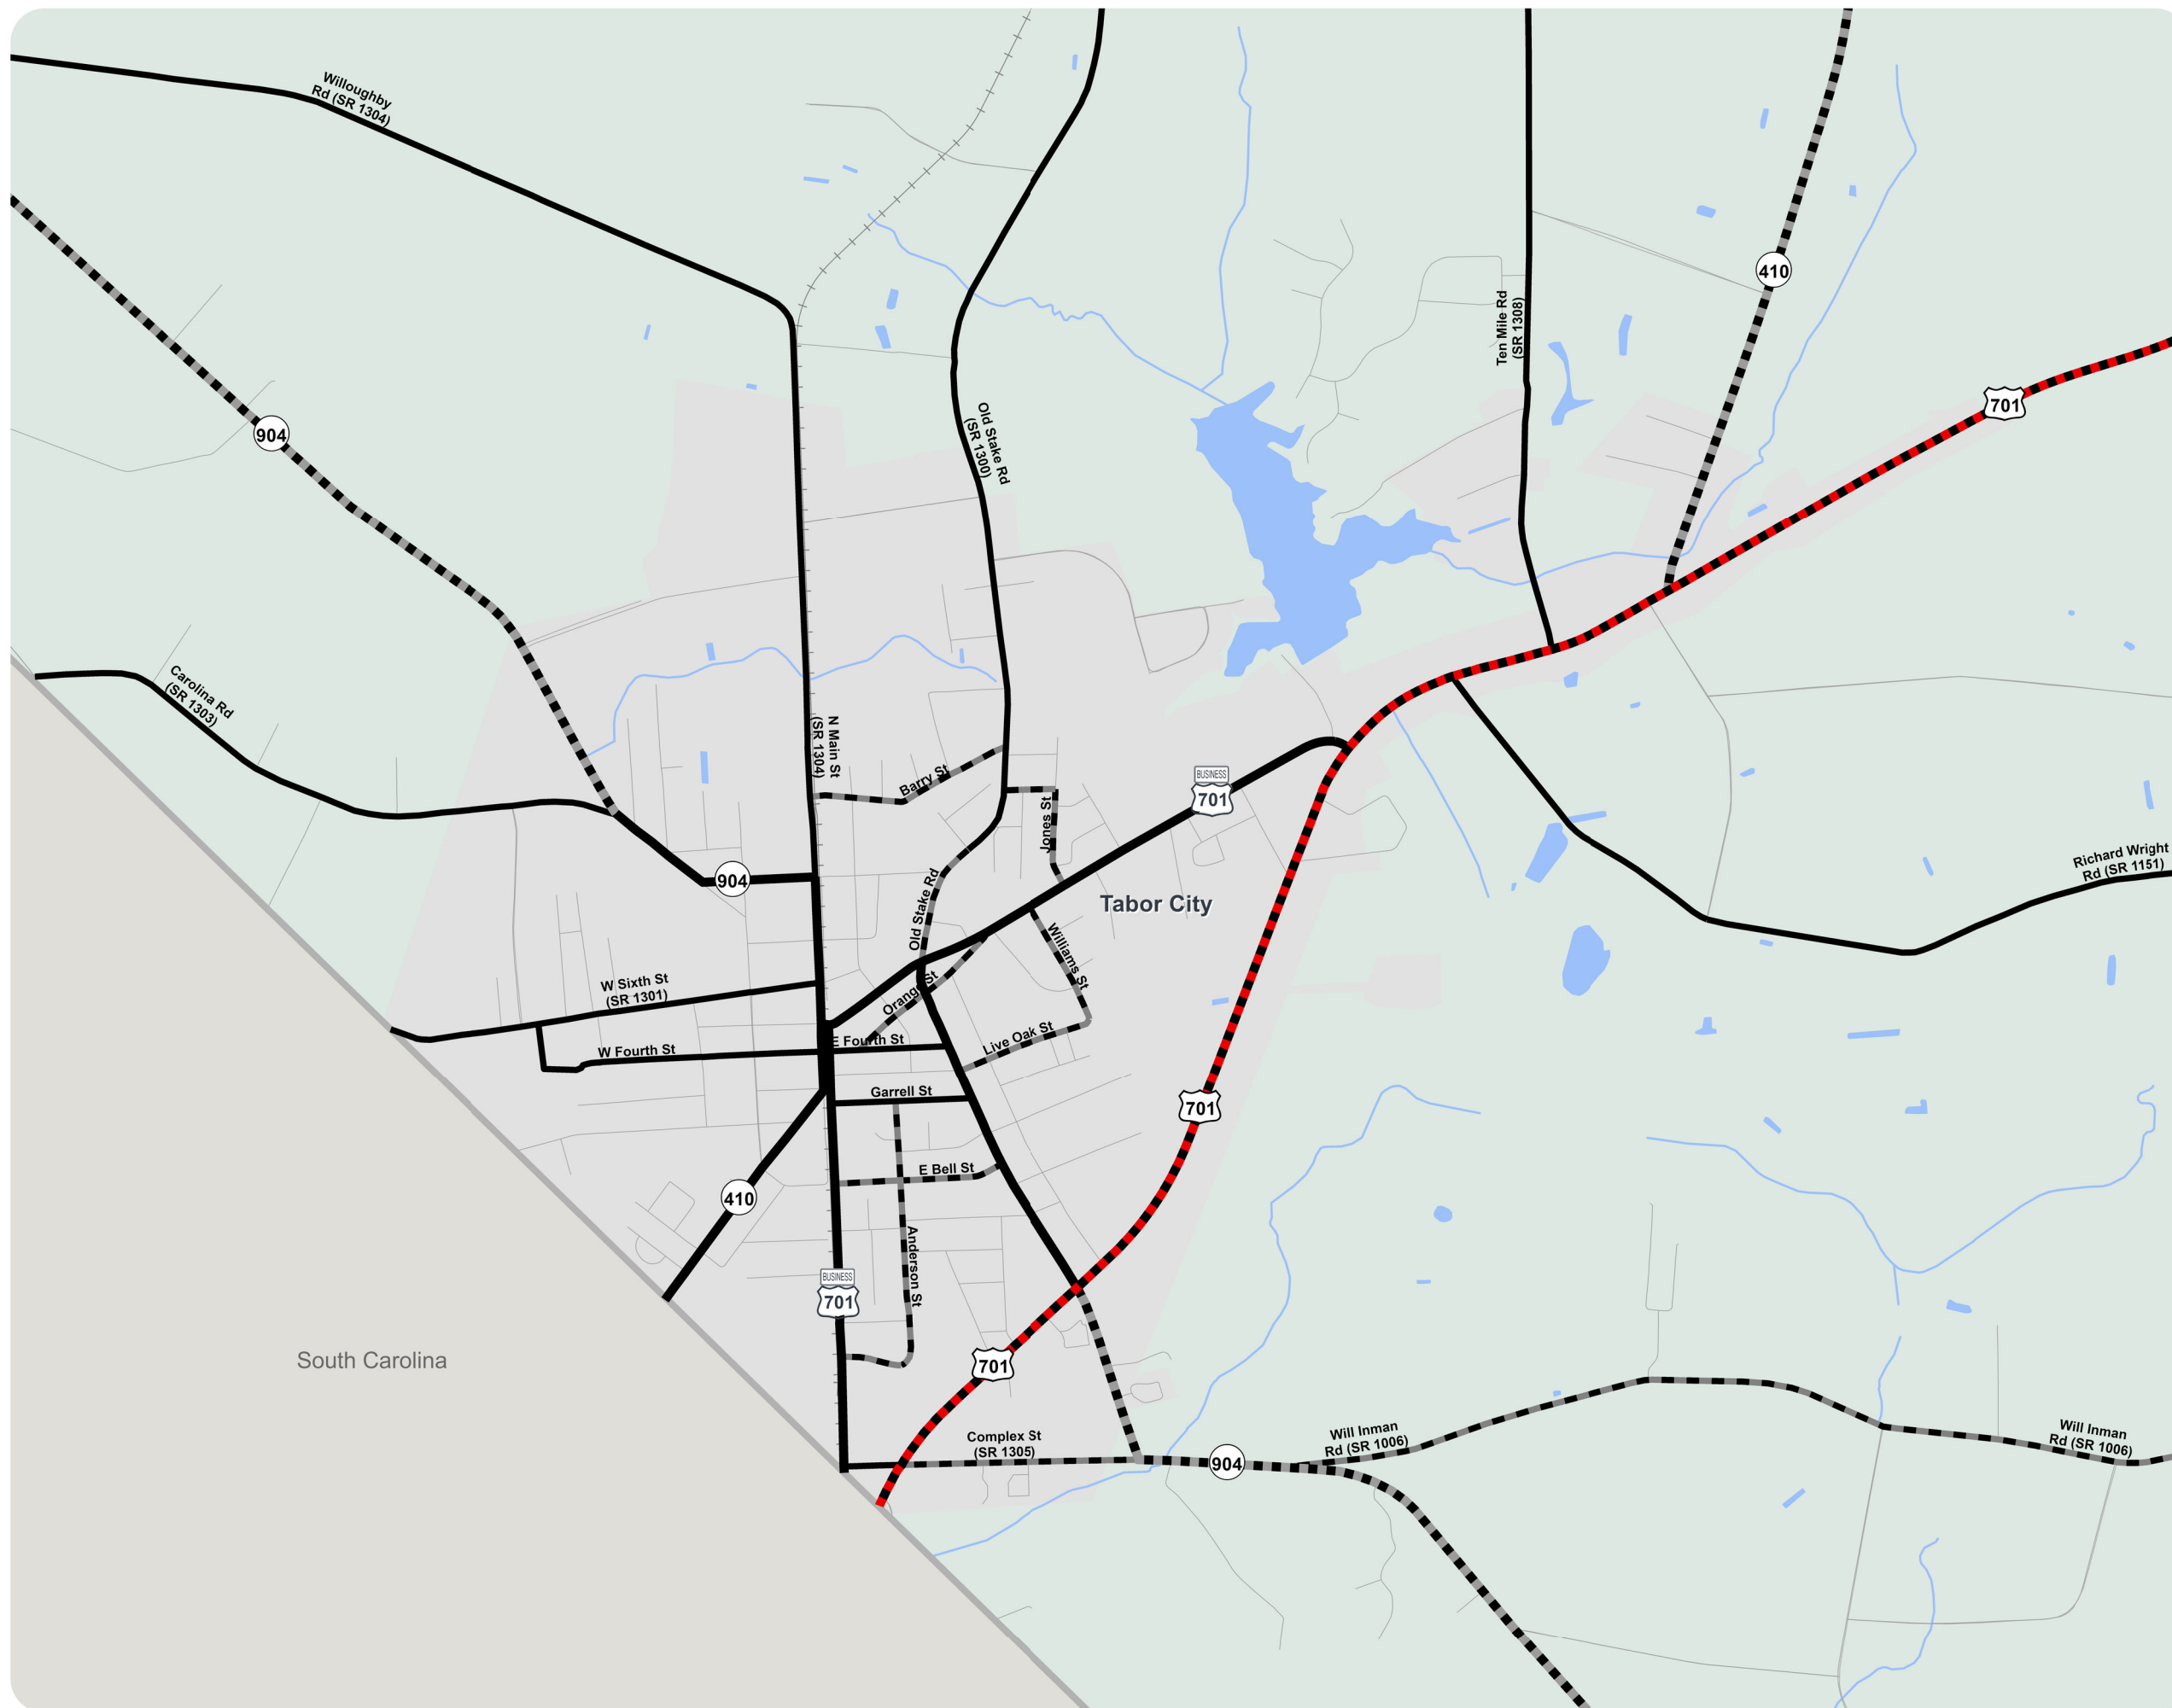 Willoughby
Rd (SR 1304)
410
Ten Mile Rd
(SR 1308)
701
904
Old Stake Rd
(SR 1300)
Carolina Rd
(SR 1303)
N Main St
(SR 1304)
Barry St
BUSINESS
701
Jones St
Richard Wright
Rd (SR 1151)
904
Old Stake Rd
Tabor City
Williams St
W Sixth St
(SR 1301)
Orange St
E Fourth St
Live Oak St
W Fourth St
Garrell St
701
E Bell St
410
Anderson St
BUSINESS
701
South Carolina
701
Complex St
(SR 1305)
904
Will Inman
Rd (SR 1006)
Will Inman
Rd (SR 1006)